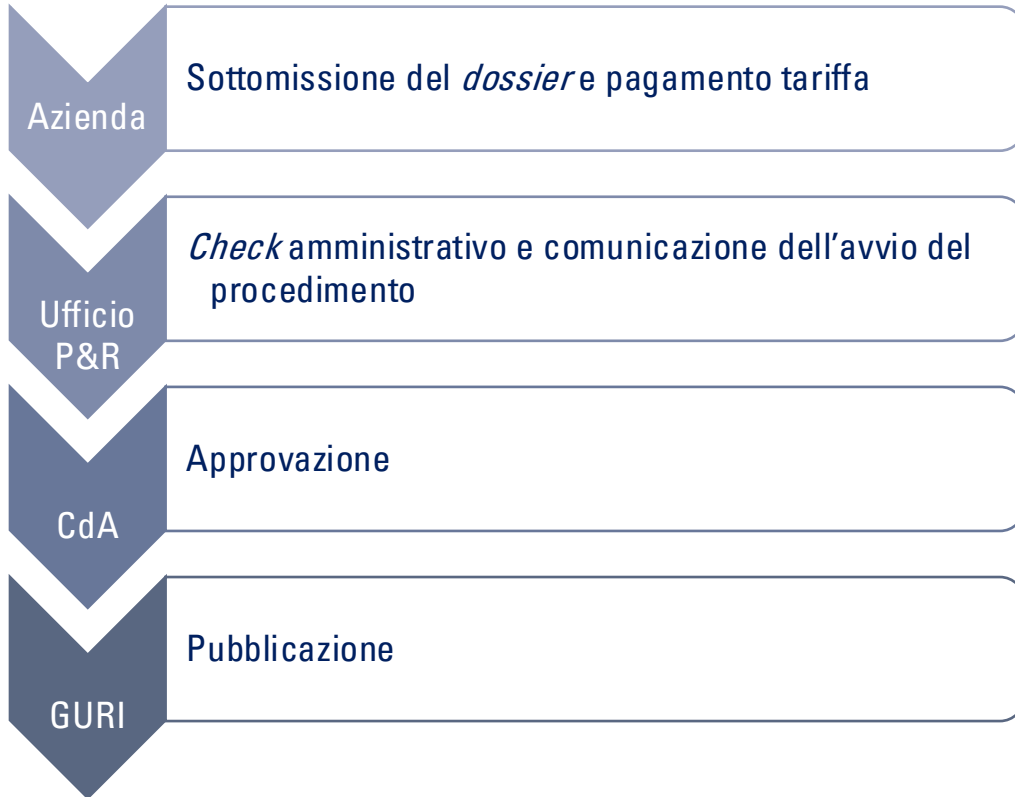 Azienda
Sottomissione del dossier e pagamento tariffa
Ufficio
P&R
Check amministrativo e comunicazione dell’avvio del
procedimento
CdA
Approvazione
GURI
Pubblicazione